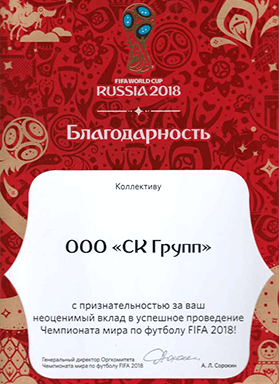 FIFA WORLD CUP
RUSSIA 2018
Благодарность
Коллективу
ООО «СК Групп»
с признательностью за ваш
неоценимый вклад в успешное проведение
Чемпионата мира по футболу FIFA 2018!
Генеральный директор Оргкомитета
Чемпионата мира по футболу FIFA 2018
А. Л. Сорокин